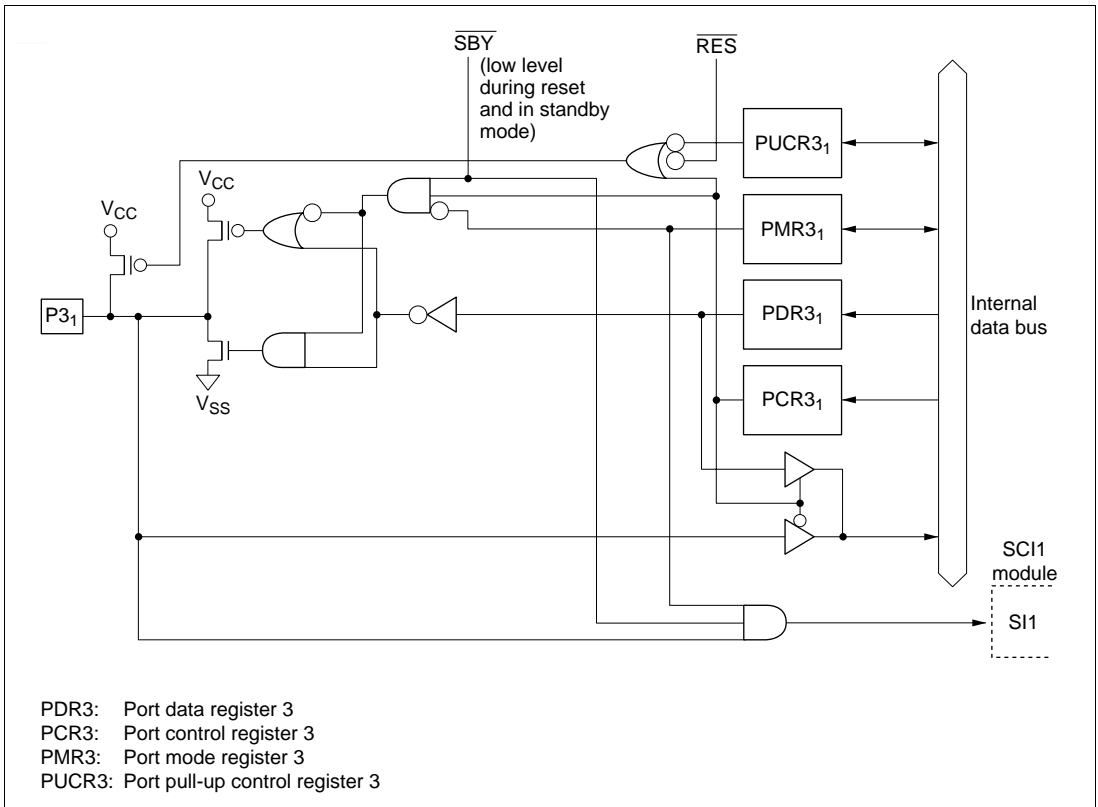 SBY
(low level
during reset
and in standby
mode)
RES
PUCR3₁
VCC
VCC
PMR3₁
P3₁
PDR3₁
Internal
data bus
VSS
PCR3₁
SCI1
module
SI1
PDR3: Port data register 3
PCR3: Port control register 3
PMR3: Port mode register 3
PUCR3: Port pull-up control register 3